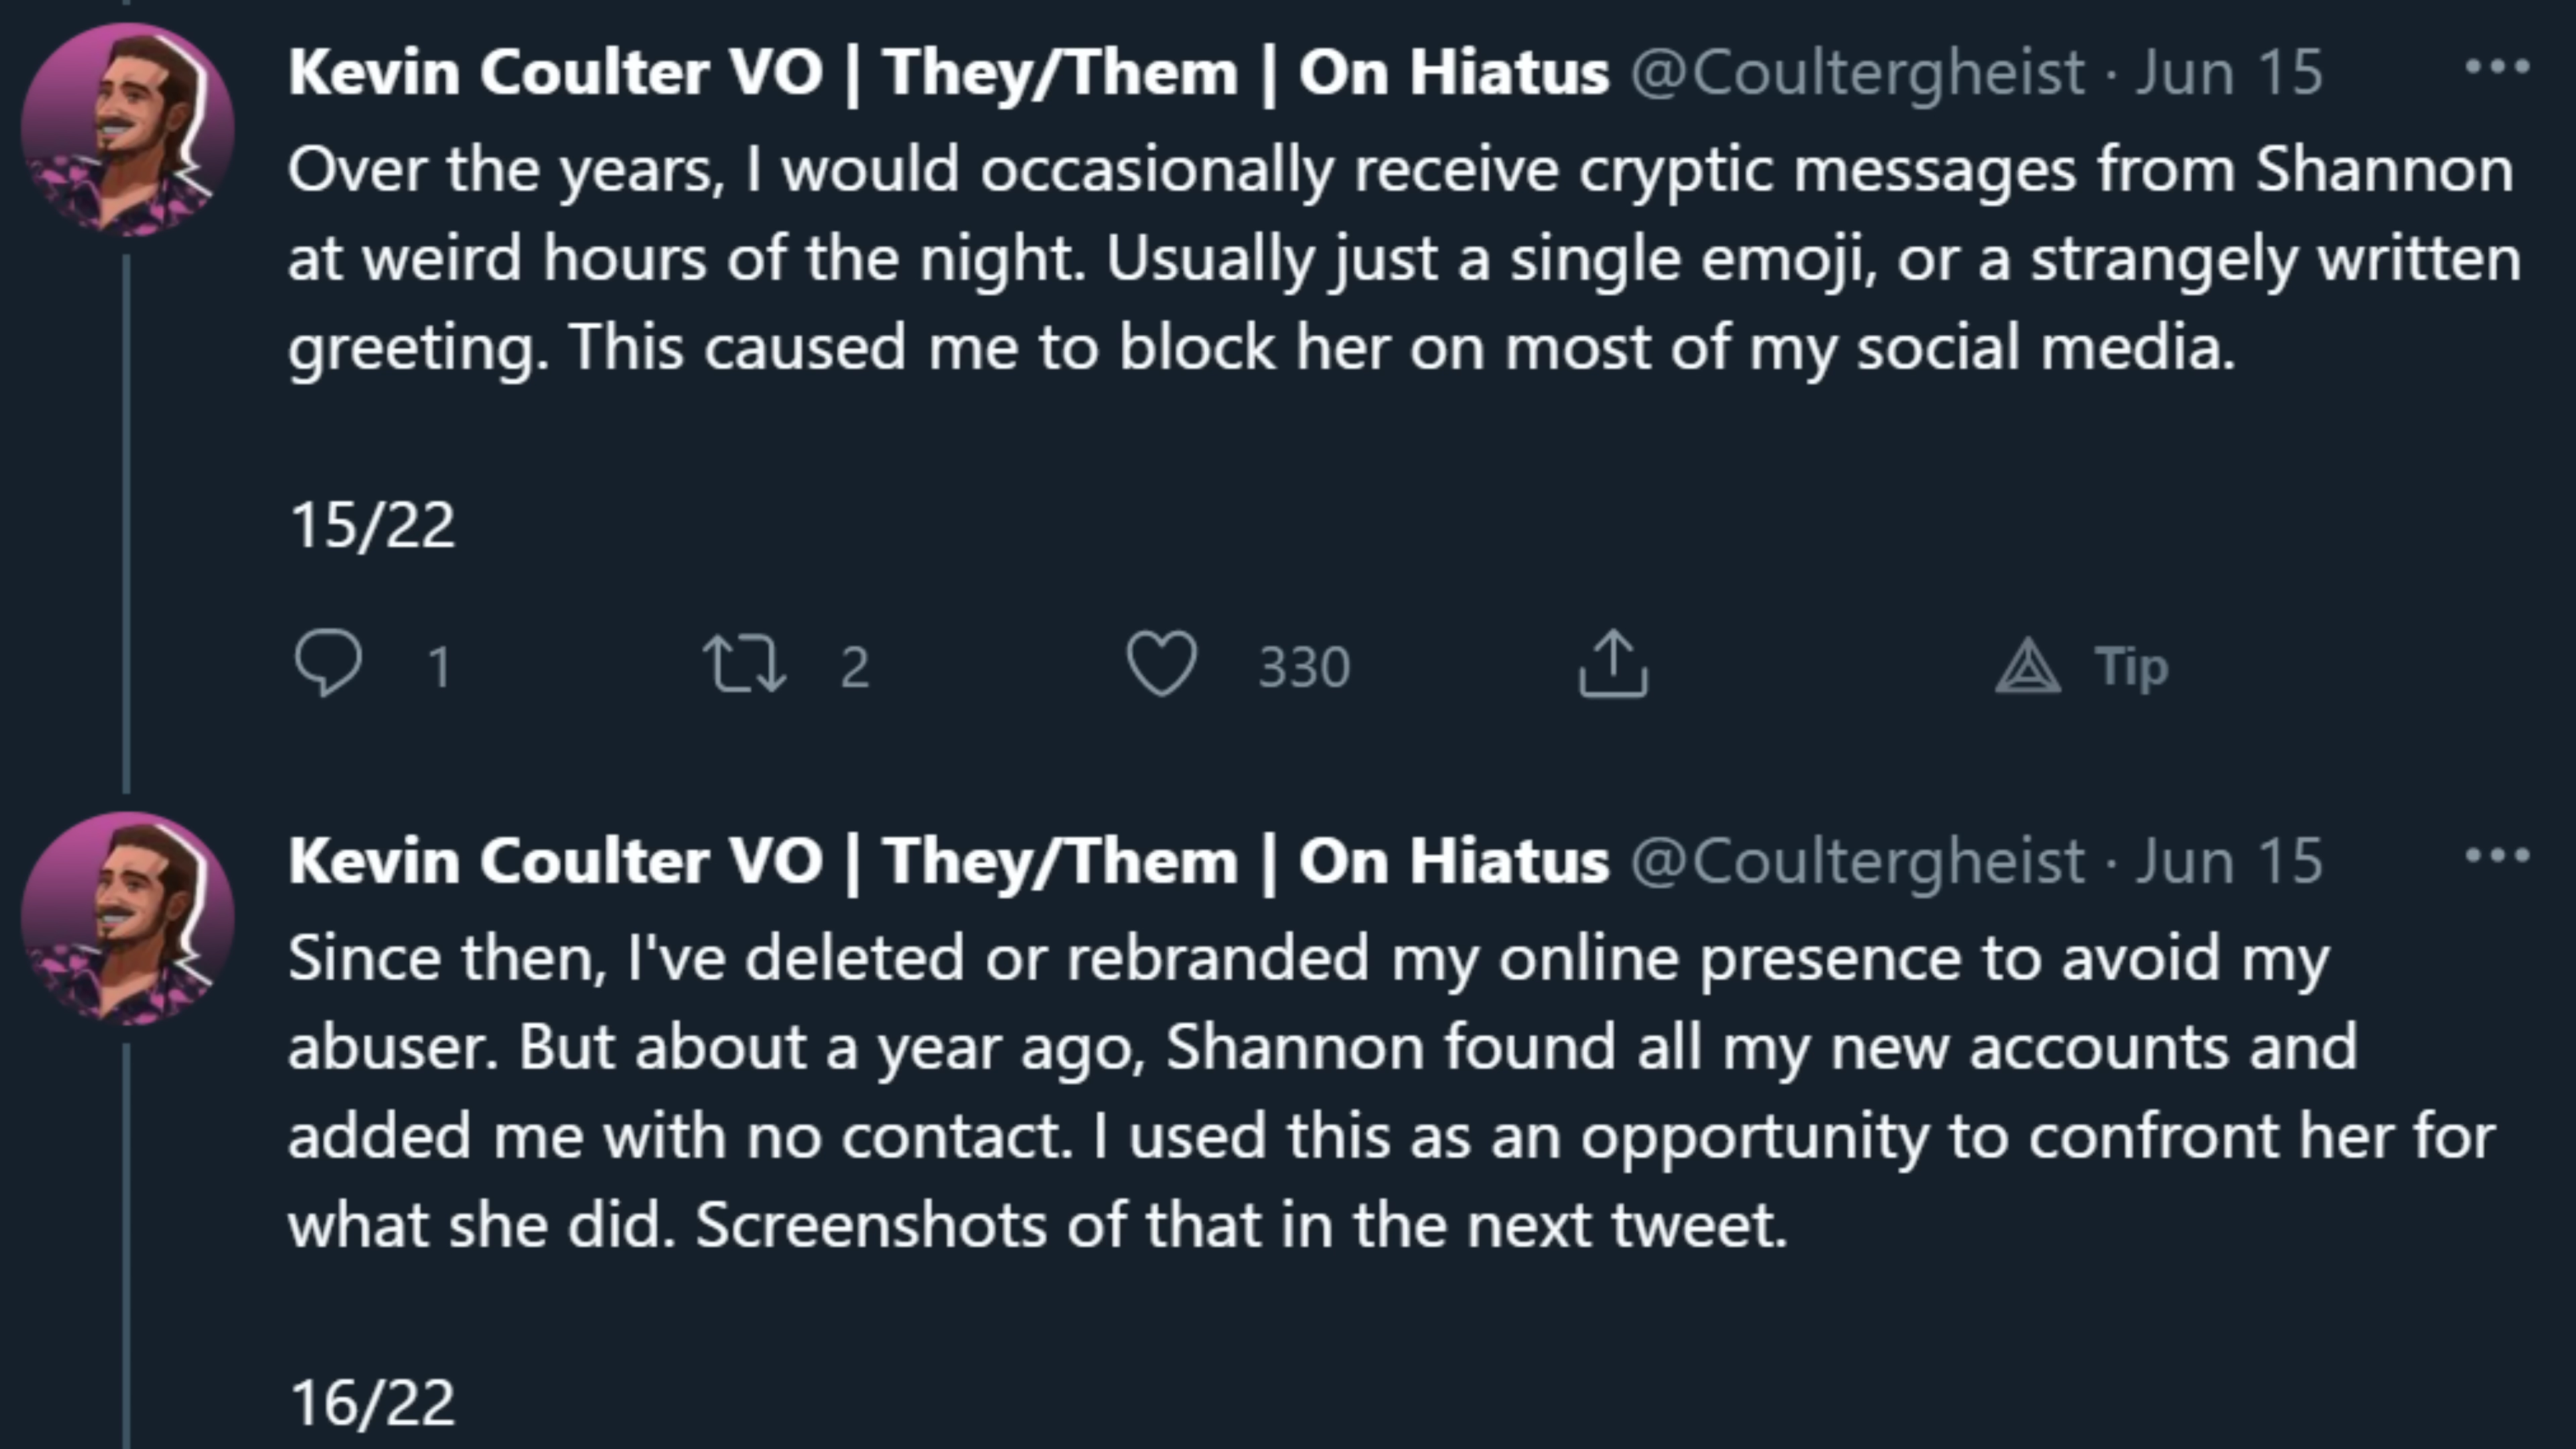 Kevin Coulter VO | They/Them | On Hiatus @Coultergheist · Jun 15
Over the years, I would occasionally receive cryptic messages from Shannon
at weird hours of the night. Usually just a single emoji, or a strangely written
greeting. This caused me to block her on most of my social media.
15/22
1 2 330 Tip
Kevin Coulter VO | They/Them | On Hiatus @Coultergheist · Jun 15
Since then, I've deleted or rebranded my online presence to avoid my
abuser. But about a year ago, Shannon found all my new accounts and
added me with no contact. I used this as an opportunity to confront her for
what she did. Screenshots of that in the next tweet.
16/22